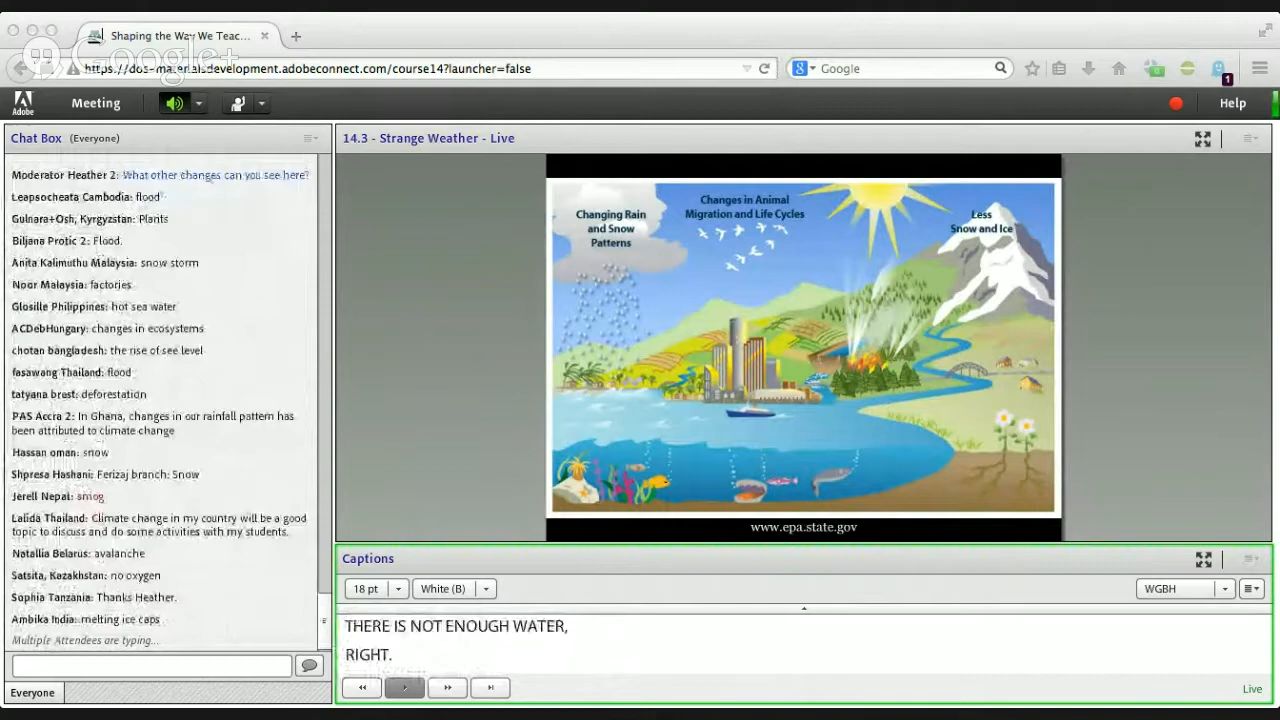 Shaping the Way We Teac...
Google+
https://dos-materialsdevelopment.adobeconnect.com/course14?launcher=false
Google
1
Adobe
Meeting
Help
Chat Box (Everyone)
Moderator Heather 2: What other changes can you see here?
Leapsocheata Cambodia: flood
Gulnara+Osh, Kyrgyzstan: Plants
Biljana Protic 2: Flood.
Anita Kalimuthu Malaysia: snow storm
Noor Malaysia: factories
Glosille Philippines: hot sea water
ACDebHungary: changes in ecosystems
chotan bangladesh: the rise of see level
fasawang Thailand: flood
tatyana brest: deforestation
PAS Accra 2: In Ghana, changes in our rainfall pattern has
been attributed to climate change
Hassan oman: snow
Shpresa Hashani: Ferizaj branch: Snow
Jerell Nepal: smog
Lalida Thailand: Climate change in my country will be a good
topic to discuss and do some activities with my students.
Natallia Belarus: avalanche
Satsita, Kazakhstan: no oxygen
Sophia Tanzania: Thanks Heather.
Ambika India: melting ice caps
Multiple Attendees are typing...
Everyone
14.3 - Strange Weather - Live
Changing Rain
and Snow
Patterns
Changes in Animal
Migration and Life Cycles
Less
Snow and Ice
www.epa.state.gov
Captions
18 pt
White (B)
WGBH
THERE IS NOT ENOUGH WATER,
RIGHT.
Live